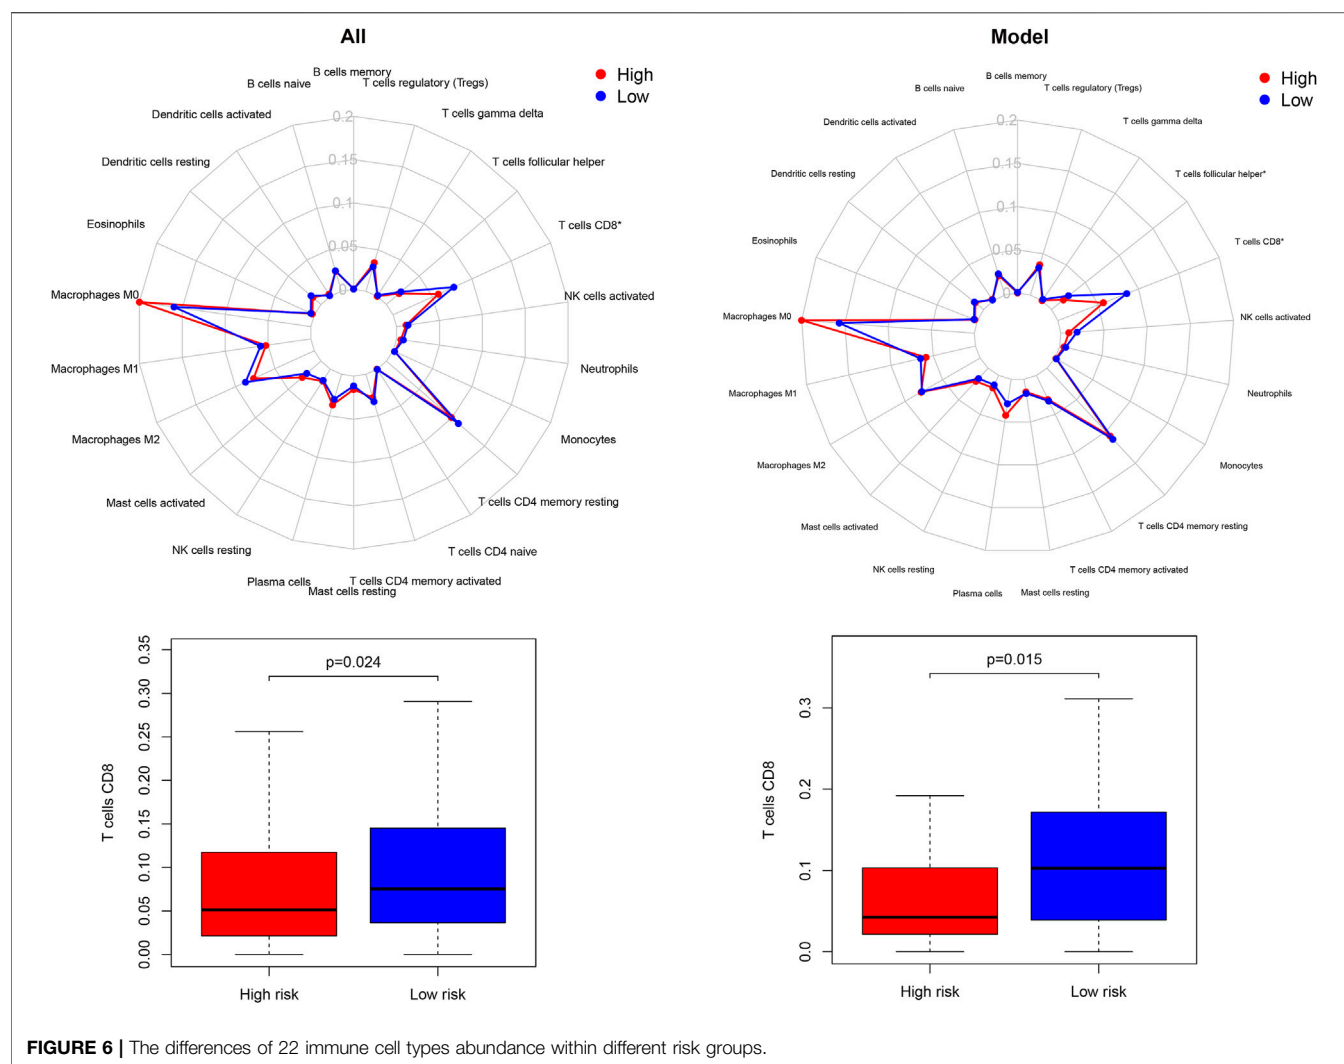 All
High
Low
B cells memory
T cells regulatory (Tregs)
B cells naive
T cells gamma delta
Dendritic cells activated
T cells follicular helper
Dendritic cells resting
T cells CD8*
Eosinophils
NK cells activated
Macrophages M0
Neutrophils
Macrophages M1
Monocytes
Macrophages M2
T cells CD4 memory resting
Mast cells activated
T cells CD4 naive
NK cells resting
T cells CD4 memory activated
Plasma cells
Mast cells resting
0.2
0.15
0.1
0.05
0
Model
High
Low
B cells memory
T cells regulatory (Tregs)
B cells naive
T cells gamma delta
Dendritic cells activated
T cells follicular helper*
Dendritic cells resting
T cells CD8*
Eosinophils
NK cells activated
Macrophages M0
Neutrophils
Macrophages M1
Monocytes
Macrophages M2
T cells CD4 memory resting
Mast cells activated
T cells CD4 memory activated
NK cells resting
Mast cells resting
Plasma cells
0.2
0.15
0.1
0.05
0
p=0.024
T cells CD8
0.35
0.30
0.25
0.20
0.15
0.10
0.05
0.00
High risk
Low risk
p=0.015
T cells CD8
0.3
0.2
0.1
0.0
High risk
Low risk
FIGURE 6 | The differences of 22 immune cell types abundance within different risk groups.